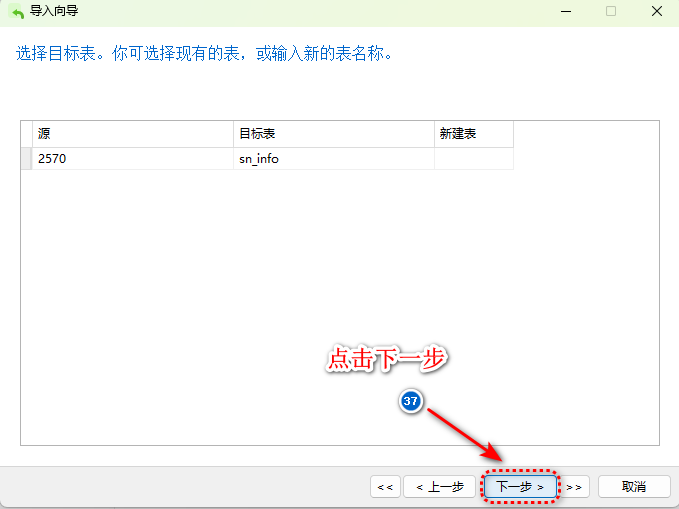 导入向导
选择目标表。你可选择现有的表，或输入新的表名称。
源 目标表 新建表
2570 sn_info
点击下一步
37
<< < 上一步 下一步 > >> 取消